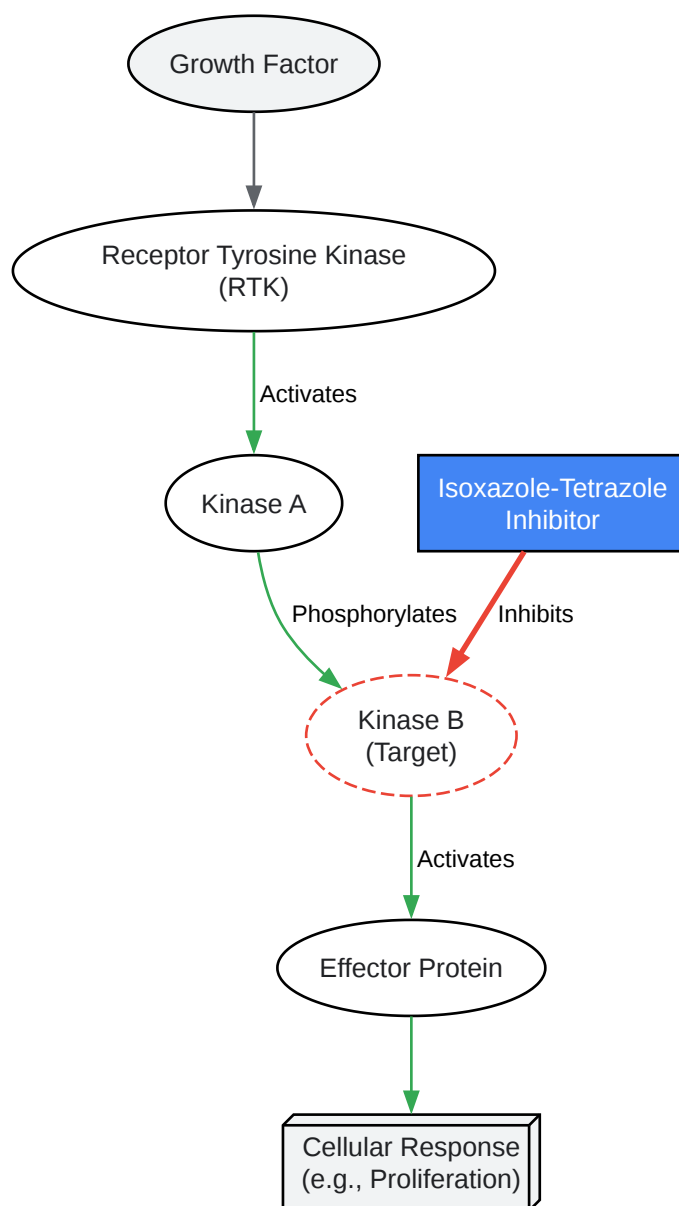 Growth Factor
Receptor Tyrosine Kinase
(RTK)
Activates
Kinase A
Isoxazole-Tetrazole
Inhibitor
Phosphorylates
Inhibits
Kinase B
(Target)
Activates
Effector Protein
Cellular Response
(e.g., Proliferation)